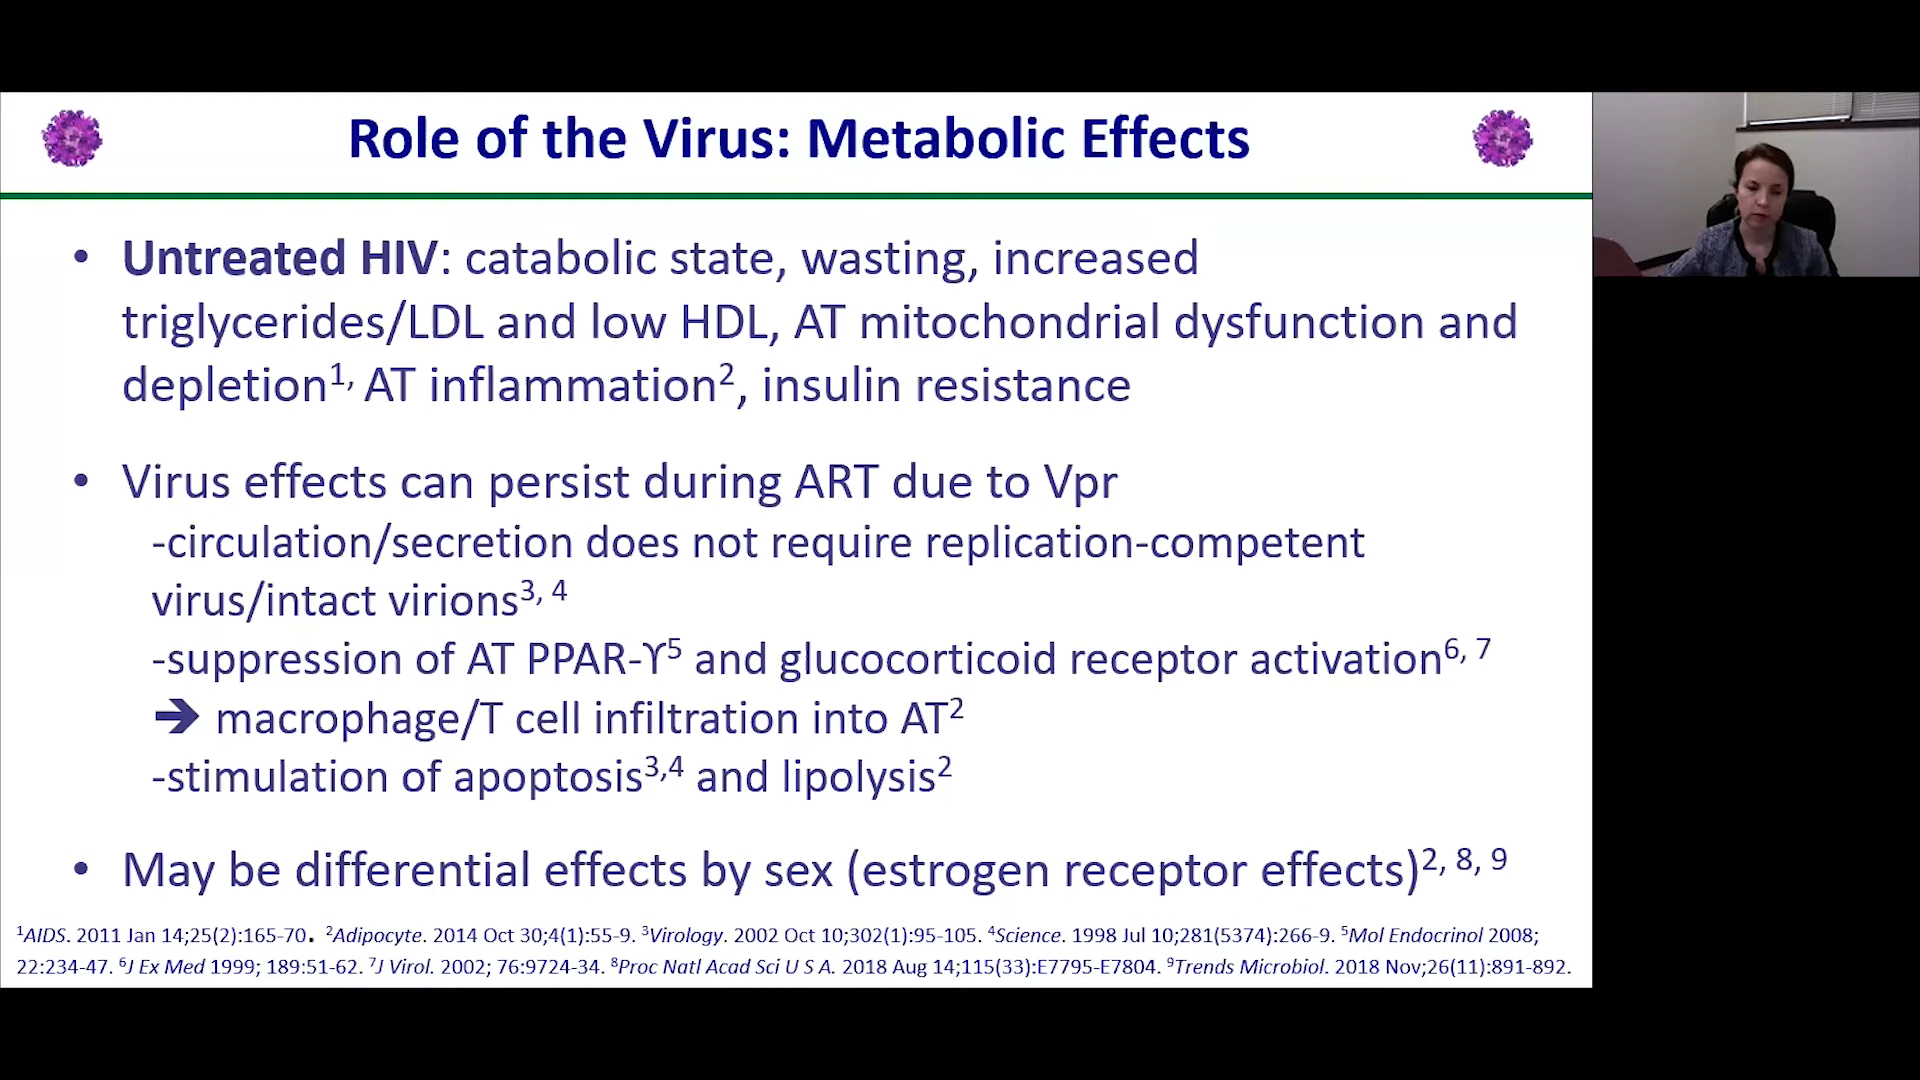 Role of the Virus: Metabolic Effects
• Untreated HIV: catabolic state, wasting, increased
triglycerides/LDL and low HDL, AT mitochondrial dysfunction and
depletion¹, AT inflammation², insulin resistance
• Virus effects can persist during ART due to Vpr
-circulation/secretion does not require replication-competent
virus/intact virions³, ⁴
-suppression of AT PPAR-ϒ⁵ and glucocorticoid receptor activation⁶, ⁷
➔ macrophage/T cell infiltration into AT²
-stimulation of apoptosis³,⁴ and lipolysis²
• May be differential effects by sex (estrogen receptor effects)², ⁸, ⁹
¹AIDS. 2011 Jan 14;25(2):165-70. ²Adipocyte. 2014 Oct 30;4(1):55-9. ³Virology. 2002 Oct 10;302(1):95-105. ⁴Science. 1998 Jul 10;281(5374):266-9. ⁵Mol Endocrinol 2008;
22:234-47. ⁶J Ex Med 1999; 189:51-62. ⁷J Virol. 2002; 76:9724-34. ⁸Proc Natl Acad Sci U S A. 2018 Aug 14;115(33):E7795-E7804. ⁹Trends Microbiol. 2018 Nov;26(11):891-892.